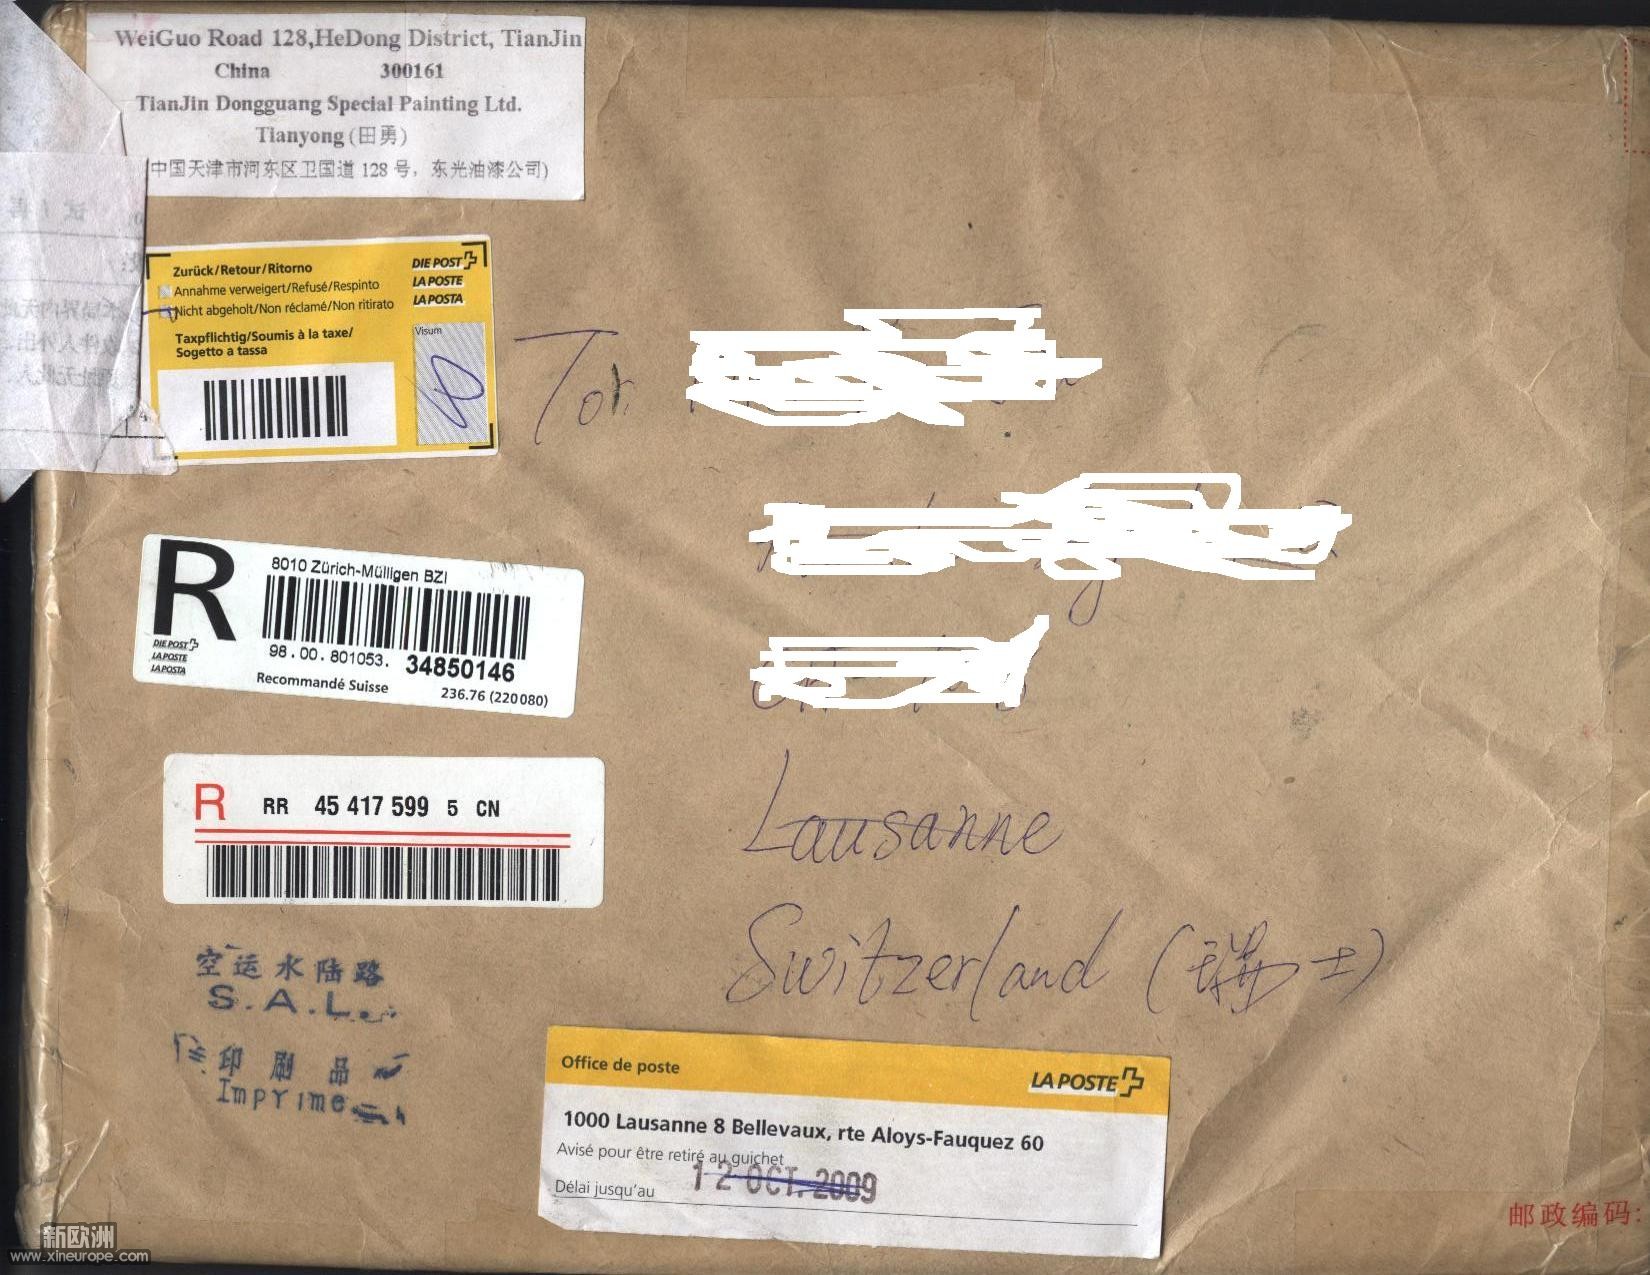 WeiGuo Road 128,HeDong District, TianJin
China 300161
TianJin Dongguang Special Painting Ltd.
Tianyong (田勇)
(中国天津市河东区卫国道 128 号，东光油漆公司)
Zurück/Retour/Ritorno
Annahme verweigert/Refusé/Respinto
Nicht abgeholt/Non réclamé/Non ritirato
Taxpflichtig/Soumis à la taxe/
Sogetto a tassa
DIE POST
LA POSTE
LA POSTA
Visum
To:
R
8010 Zürich-Mülligen BZI
98.00.801053. 34850146
DIE POST
LA POSTE
LA POSTA
Recommandé Suisse
236.76 (220080)
R RR 45 417 599 5 CN
Lausanne
Switzerland (瑞士)
空运水陆路
S.A.L.
印刷品
Imprime
Office de poste
LA POSTE
1000 Lausanne 8 Bellevaux, rte Aloys-Fauquez 60
Avisé pour être retiré au guichet
Délai jusqu'au 12 OCT. 2009
邮政编码:
新欧洲
www.xineurope.com